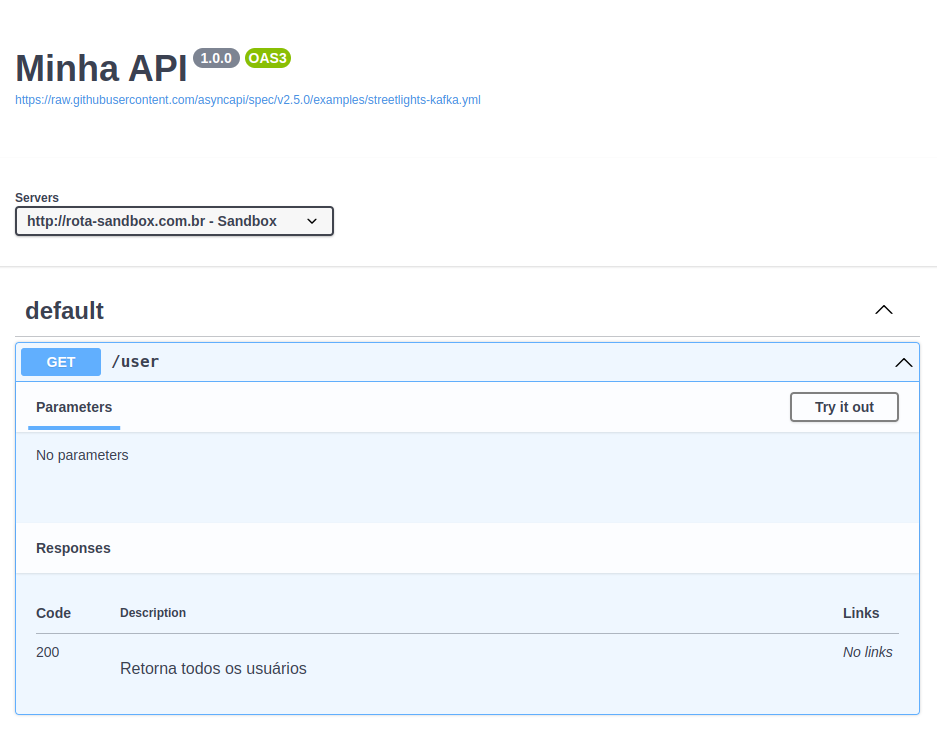 Minha API 1.0.0 OAS3
https://raw.githubusercontent.com/asyncapi/spec/v2.5.0/examples/streetlights-kafka.yml
Servers
http://rota-sandbox.com.br - Sandbox
default
GET /user
Parameters Try it out
No parameters
Responses
Code Description Links
200 No links
Retorna todos os usuários